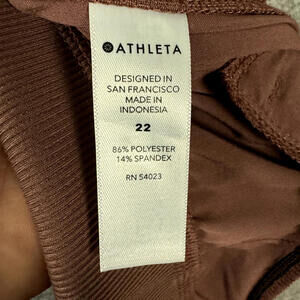 ATHLETA
DESIGNED IN
SAN FRANCISCO
MADE IN
INDONESIA
22
86% POLYESTER
14% SPANDEX
RN 54023